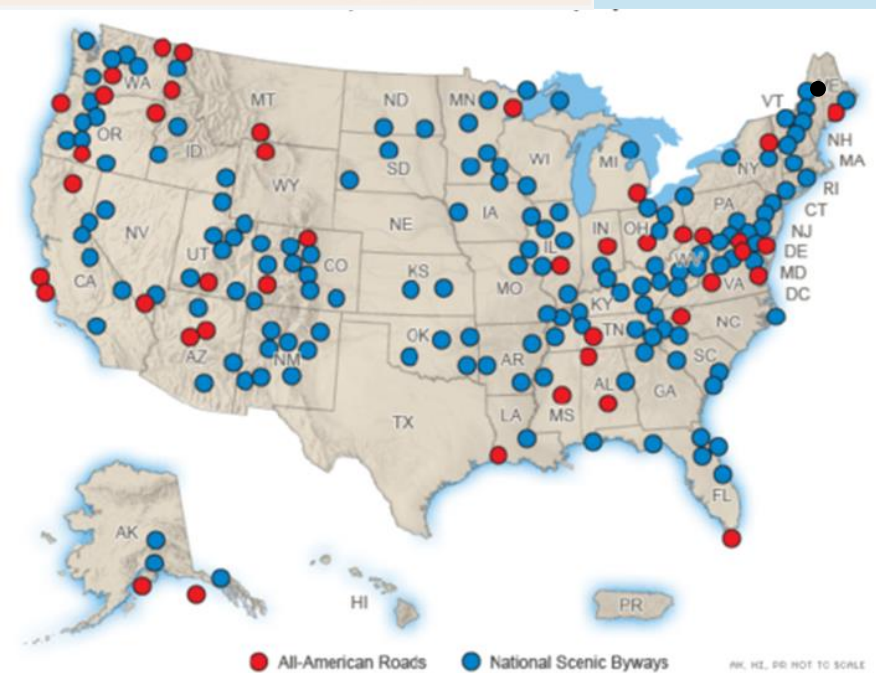 WA
MT
ND
MN
VT
OR
ID
SD
WI
MI
NY
NH
MA
WY
RI
NV
NE
IA
PA
CT
UT
IL
IN
OH
NJ
CA
CO
KS
MO
VA
DE
MD
DC
KY
AZ
NM
OK
AR
TN
NC
SC
TX
LA
MS
AL
GA
FL
AK
HI
PR
All-American Roads
National Scenic Byways
AK, HI, PR NOT TO SCALE